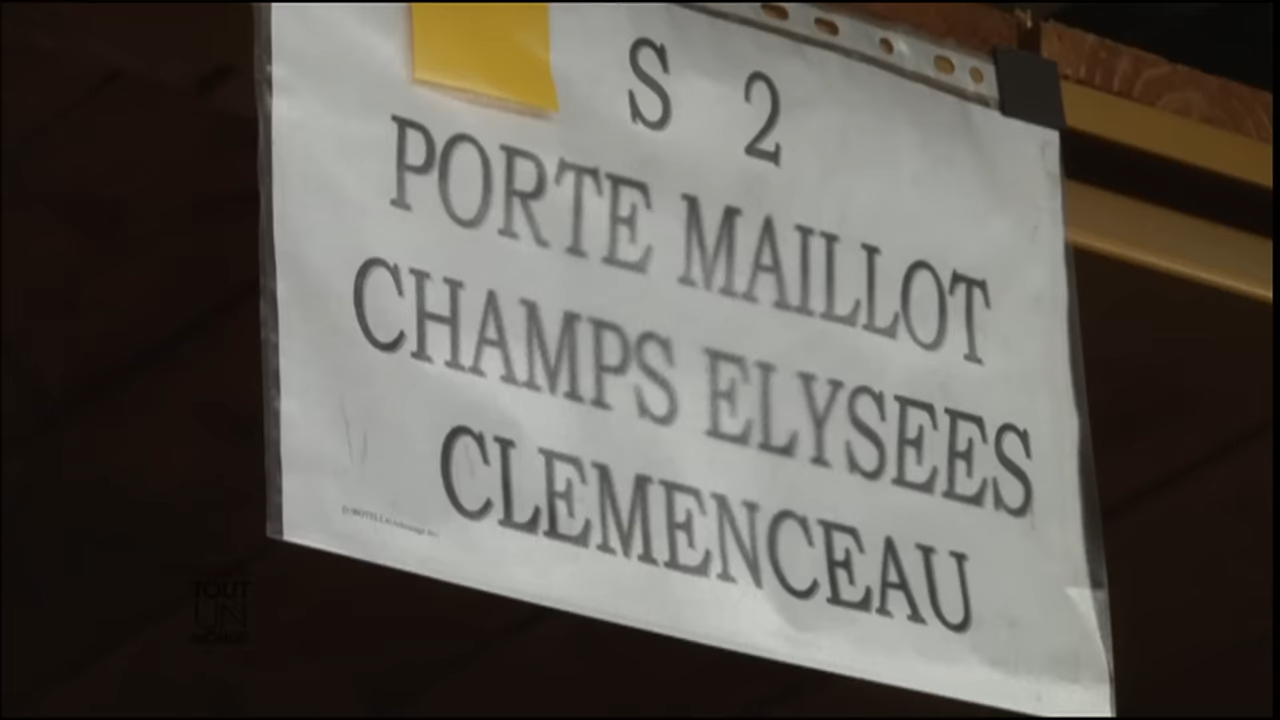 S 2
PORTE MAILLOT
CHAMPS ELYSEES
CLEMENCEAU
TOUT
UN
MONDE